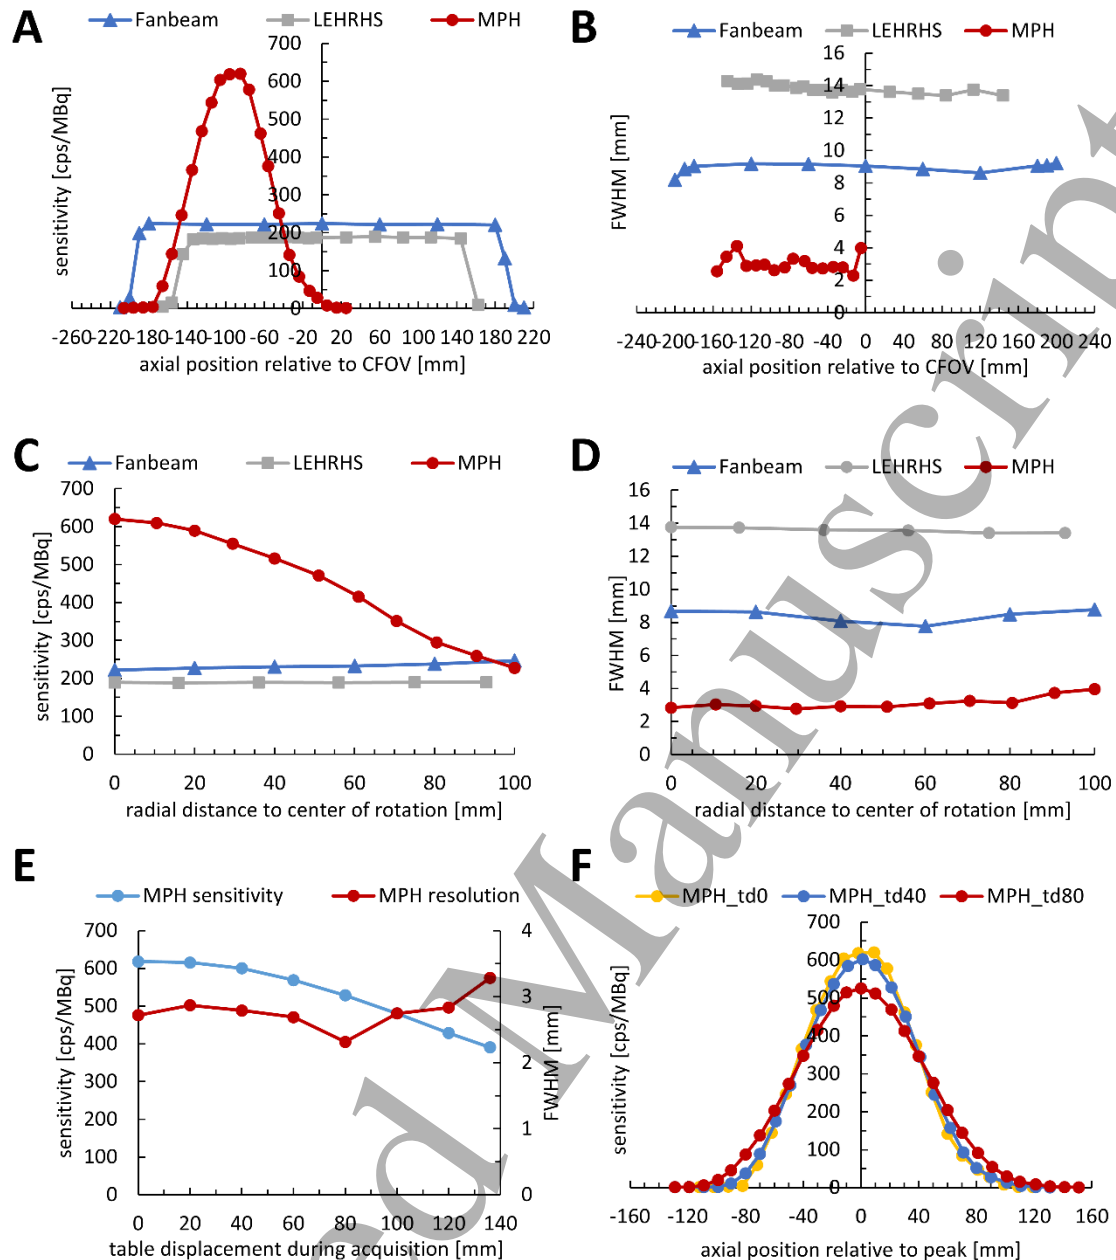 A
Fanbeam LEHRHS MPH
700
600
500
400
300
200
100
0
sensitivity [cps/MBq]
-260 -220 -180 -140 -100 -60 -20 20 60 100 140 180 220
axial position relative to CFOV [mm]
B
Fanbeam LEHRHS MPH
16
14
12
10
8
6
4
2
0
FWHM [mm]
-240 -200 -160 -120 -80 -40 0 40 80 120 160 200 240
axial position relative to CFOV [mm]
C
Fanbeam LEHRHS MPH
700
600
500
400
300
200
100
0
sensitivity [cps/MBq]
0 20 40 60 80 100
radial distance to center of rotation [mm]
D
Fanbeam LEHRHS MPH
16
14
12
10
8
6
4
2
0
FWHM [mm]
0 20 40 60 80 100
radial distance to center of rotation [mm]
E
MPH sensitivity MPH resolution
700
600
500
400
300
200
100
0
sensitivity [cps/MBq]
4
3
2
1
0
FWHM [mm]
0 20 40 60 80 100 120 140
table displacement during acquisition [mm]
F
MPH_td0 MPH_td40 MPH_td80
700
600
500
400
300
200
100
0
sensitivity [cps/MBq]
-160 -120 -80 -40 0 40 80 120 160
axial position relative to peak [mm]
ed Manuscript